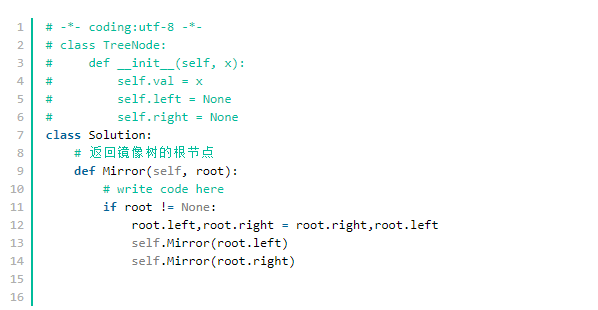 1 # -*- coding:utf-8 -*-
2 # class TreeNode:
3 #     def __init__(self, x):
4 #         self.val = x
5 #         self.left = None
6 #         self.right = None
7 class Solution:
8     # 返回镜像树的根节点
9     def Mirror(self, root):
10         # write code here
11         if root != None:
12             root.left,root.right = root.right,root.left
13             self.Mirror(root.left)
14             self.Mirror(root.right)
15
16